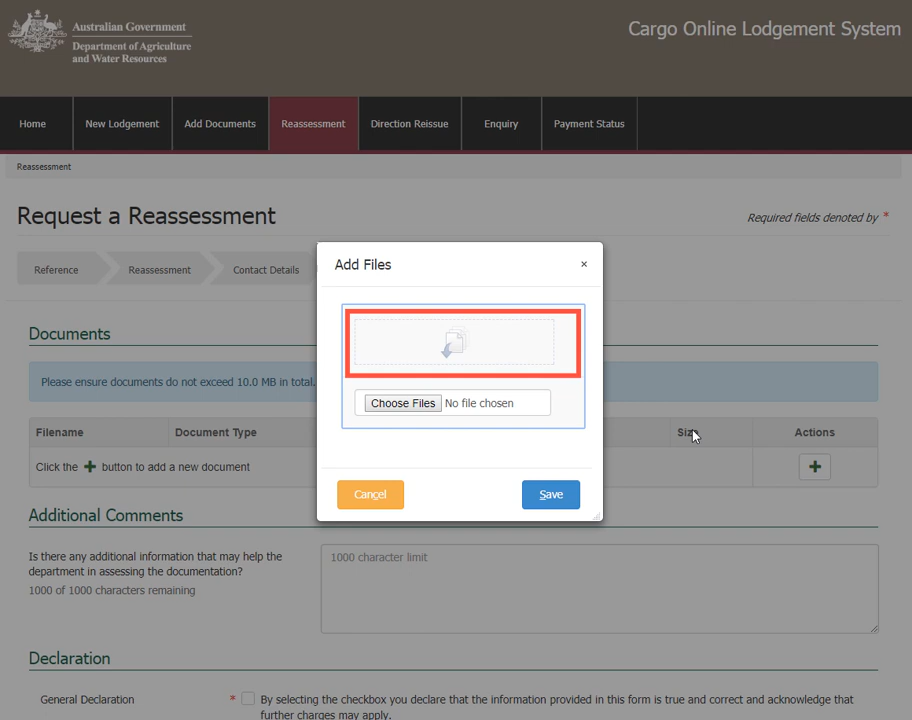 Australian Government
Department of Agriculture
and Water Resources
Cargo Online Lodgement System
Home
New Lodgement
Add Documents
Reassessment
Direction Reissue
Enquiry
Payment Status
Reassessment
Request a Reassessment
Required fields denoted by *
Reference
Reassessment
Contact Details
Add Files
×
Documents
Please ensure documents do not exceed 10.0 MB in total.
Choose Files No file chosen
Filename
Document Type
Size
Actions
Click the + button to add a new document
+
Cancel
Save
Additional Comments
Is there any additional information that may help the
department in assessing the documentation?
1000 of 1000 characters remaining
1000 character limit
Declaration
General Declaration
* By selecting the checkbox you declare that the information provided in this form is true and correct and acknowledge that
further charges may apply.